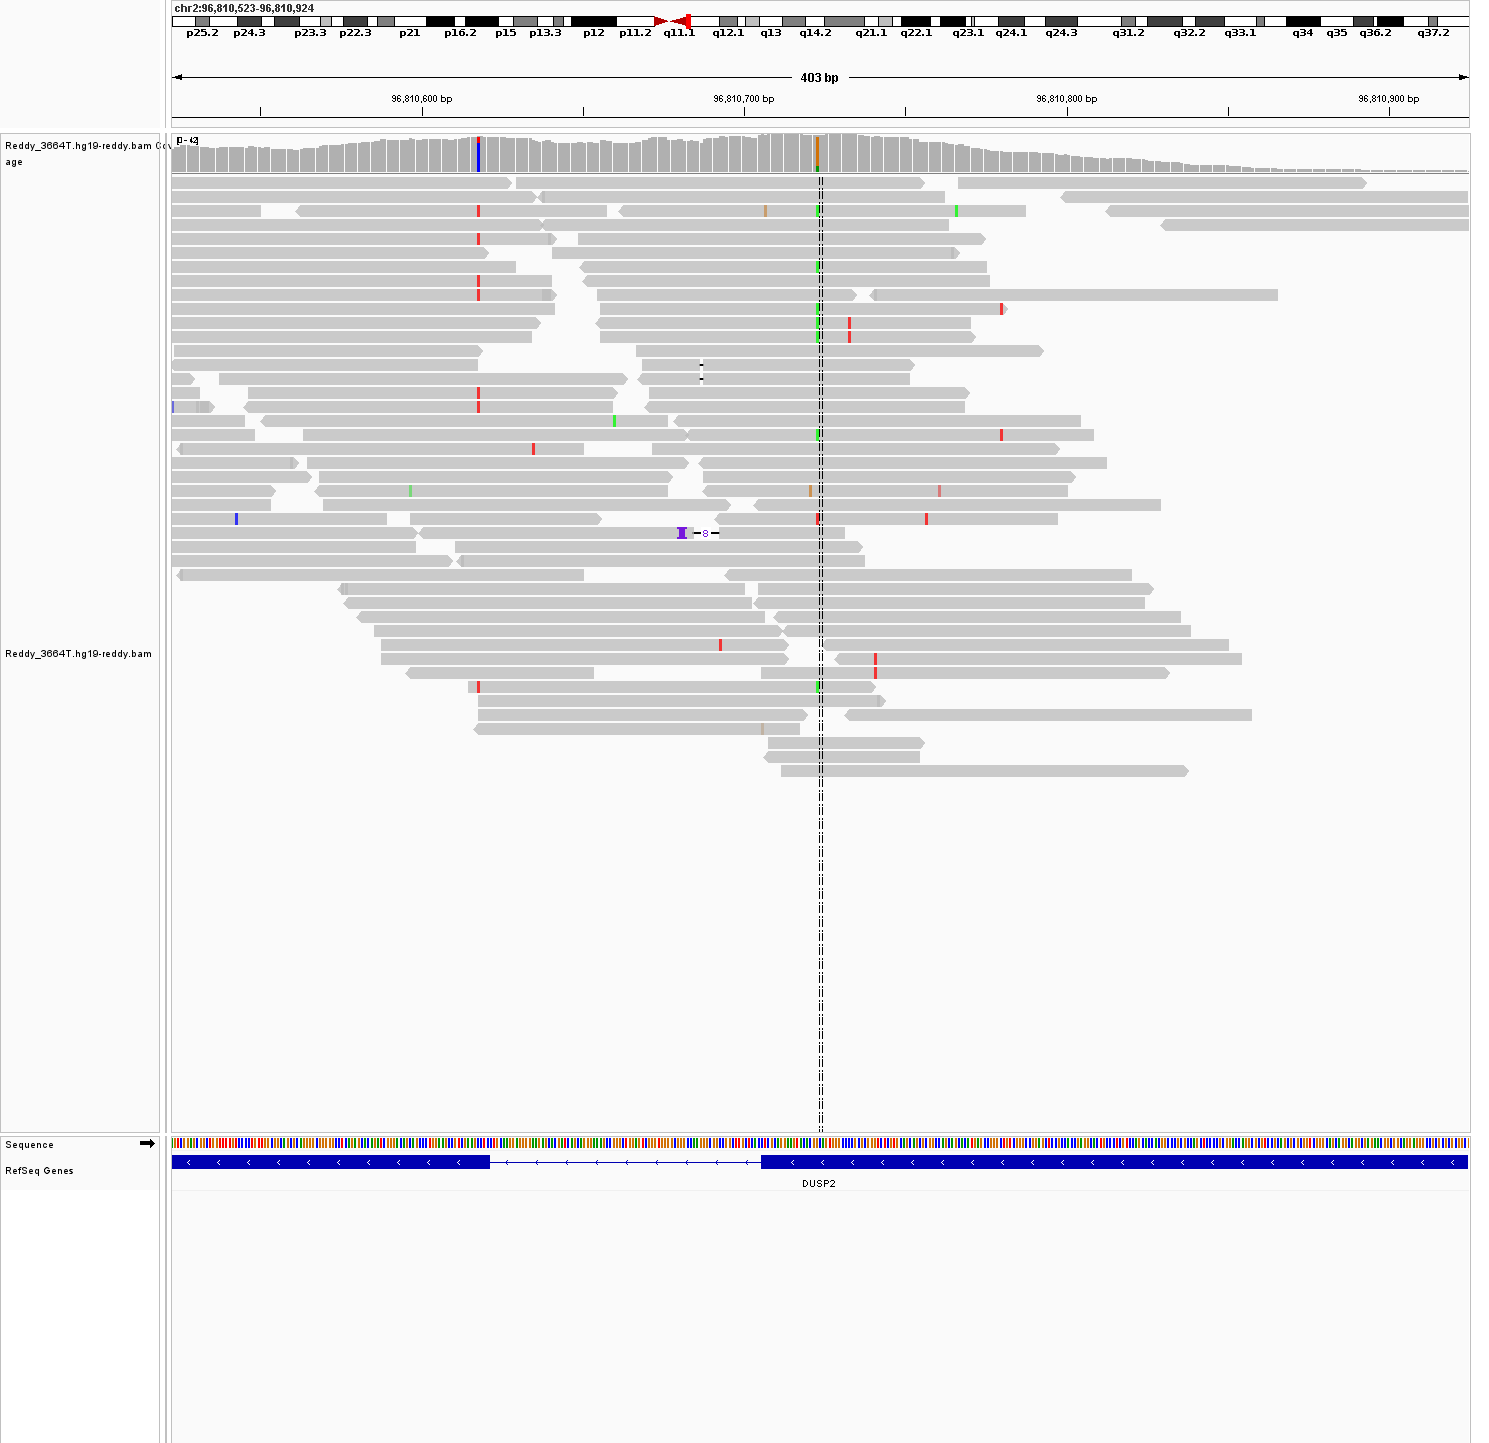 chr2:96,810,523-96,810,924
p25.2 p24.3 p23.3 p22.3 p21 p16.2 p15 p13.3 p12 p11.2 q11.1 q12.1 q13 q14.2 q21.1 q22.1 q23.1 q24.1 q24.3 q31.2 q32.2 q33.1 q34 q35 q36.2 q37.2
403 bp
96,810,600 bp 96,810,700 bp 96,810,800 bp 96,810,900 bp
Reddy_3664T.hg19-reddy.bam Cov
age
[0 - 42]
8
Reddy_3664T.hg19-reddy.bam
Sequence
RefSeq Genes
DUSP2